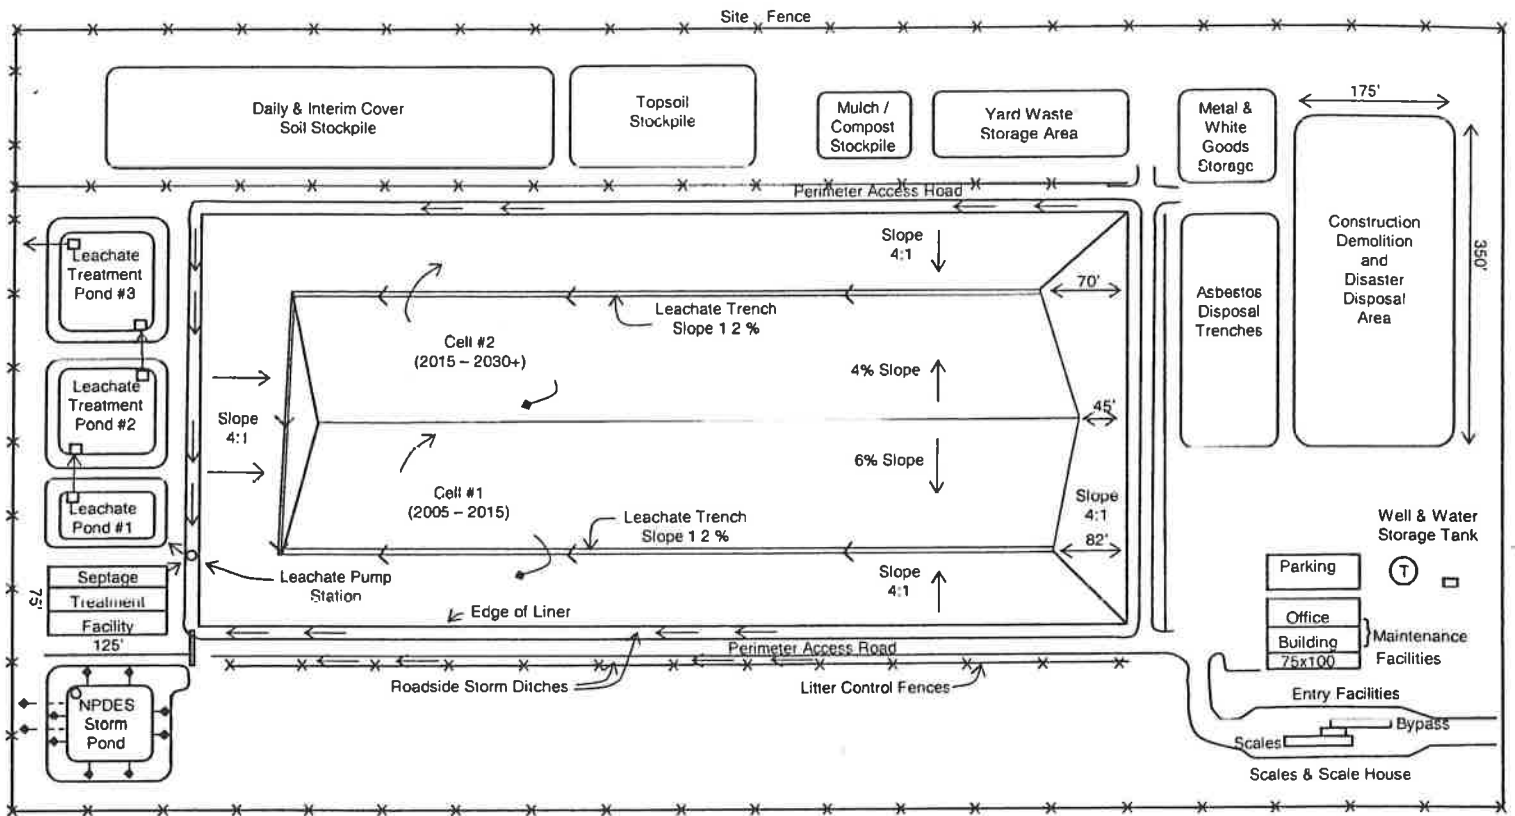 Site Fence
Daily & Interim Cover
Soil Stockpile
Topsoil
Stockpile
Mulch /
Compost
Stockpile
Yard Waste
Storage Area
Metal &
White
Goods
Storage
175'
350'
Construction
Demolition
and
Disaster
Disposal
Area
Asbestos
Disposal
Trenches
Perimeter Access Road
Leachate
Treatment
Pond #3
Leachate
Treatment
Pond #2
Leachate
Pond #1
Slope
4:1
70'
Leachate Trench
Slope 1 2 %
Cell #2
(2015 – 2030+)
4% Slope
45'
Slope
4:1
6% Slope
Cell #1
(2005 – 2015)
Slope
4:1
82'
Leachate Trench
Slope 1 2 %
Slope
4:1
Leachate Pump
Station
Edge of Liner
Septage
Treatment
Facility
125'
75'
Perimeter Access Road
Roadside Storm Ditches
Litter Control Fences
NPDES
Storm
Pond
Well & Water
Storage Tank
T
Parking
Office
Building
75x100
Maintenance
Facilities
Entry Facilities
Bypass
Scales
Scales & Scale House